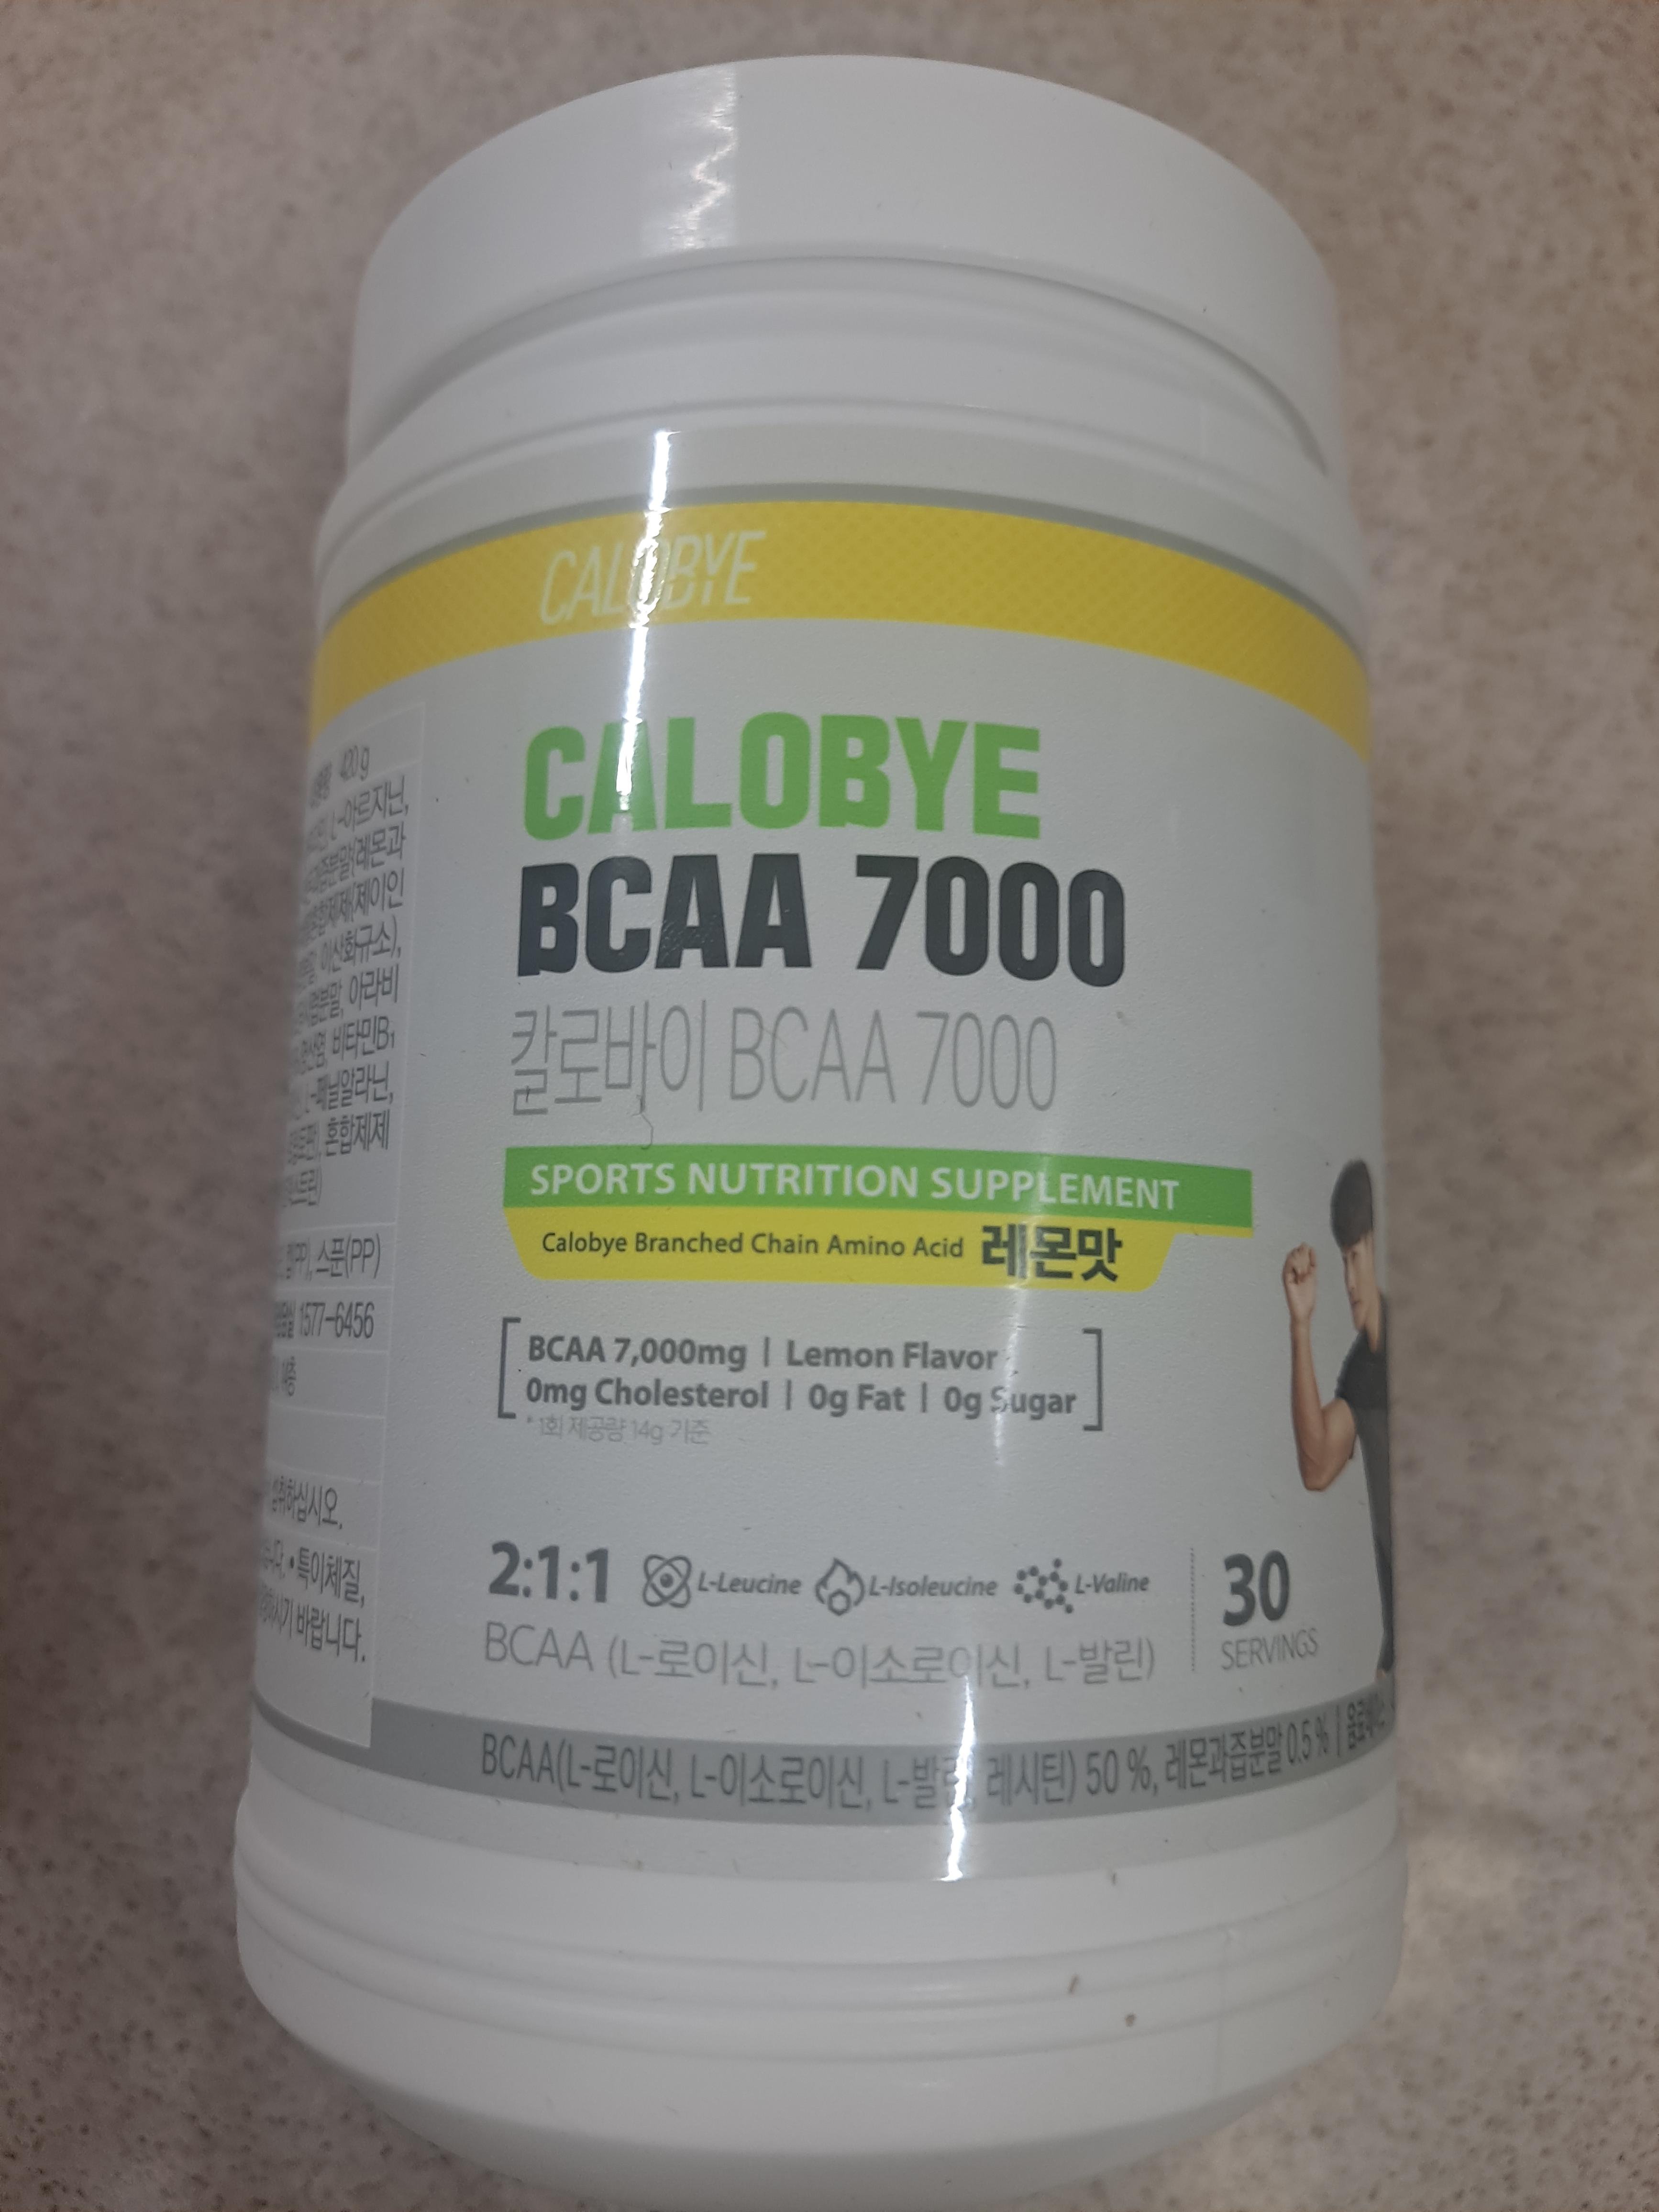 CALOBYE
CALOBYE
BCAA 7000
칼로바이 BCAA 7000
SPORTS NUTRITION SUPPLEMENT
Calobye Branched Chain Amino Acid 레몬맛
BCAA 7,000mg | Lemon Flavor
0mg Cholesterol | 0g Fat | 0g Sugar
* 1회 제공량 14g 기준
2:1:1 L-Leucine L-Isoleucine L-Valine
BCAA (L-로이신, L-이소로이신, L-발린)
30
SERVINGS
BCAA(L-로이신, L-이소로이신, L-발린, 레시틴) 50 %, 레몬과즙분말 0.5 % |
420 g
L-아르지닌,
(레몬과
(제이인
이산화규소),
아라비
비타민B₁
L-페닐알라닌,
혼합제제
스푼(PP)
1577-6456
섭취하십시오.
• 특이체질,
바랍니다.